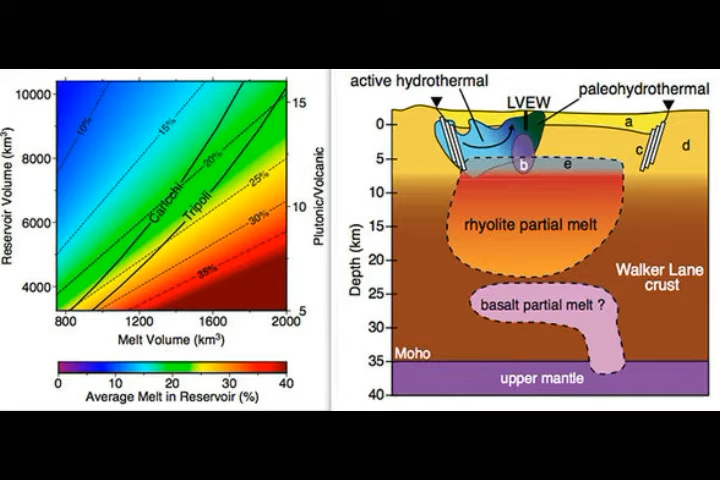 10000
8000
6000
4000
Reservoir Volume (km³)
10%
15%
20%
25%
30%
35%
Caricchi
Tripoli
15
10
5
Plutonic/Volcanic
800
1200
1600
2000
Melt Volume (km³)
0
10
20
30
40
Average Melt in Reservoir (%)
active hydrothermal
paleohydrothermal
LVEW
a
b
c
d
e
0
5
10
15
20
25
30
35
40
Depth (km)
rhyolite partial melt
Walker Lane
crust
basalt partial melt ?
Moho
upper mantle